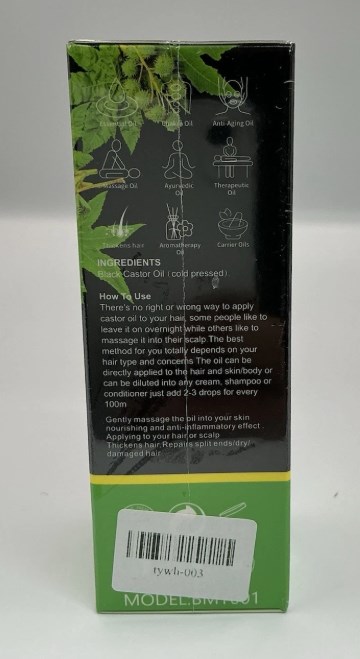 Essential Oil
Oil
Anti Aging Oil
Massage Oil
Ayurvedic
Oil
Therapeutic
Oil
Thickens hair
Aromatherapy
Oil
Carrier Oils
INGREDIENTS
Black Castor Oil (cold pressed)
How To Use
There's no right or wrong way to apply
castor oil to your hair, some people like to
leave it on overnight while others like to
massage it into their scalp.The best
method for you totally depends on your
hair type and concerns The oil can be
directly applied to the hair and skin/body or
can be diluted into any cream, shampoo or
conditioner just add 2-3 drops for every
100m
Gently massage the oil into your skin
nourishing and anti-inflammatory effect.
Applying to your hair or scalp
Thickens hair.Repairs split ends/dry/
damaged hair
tywh-003